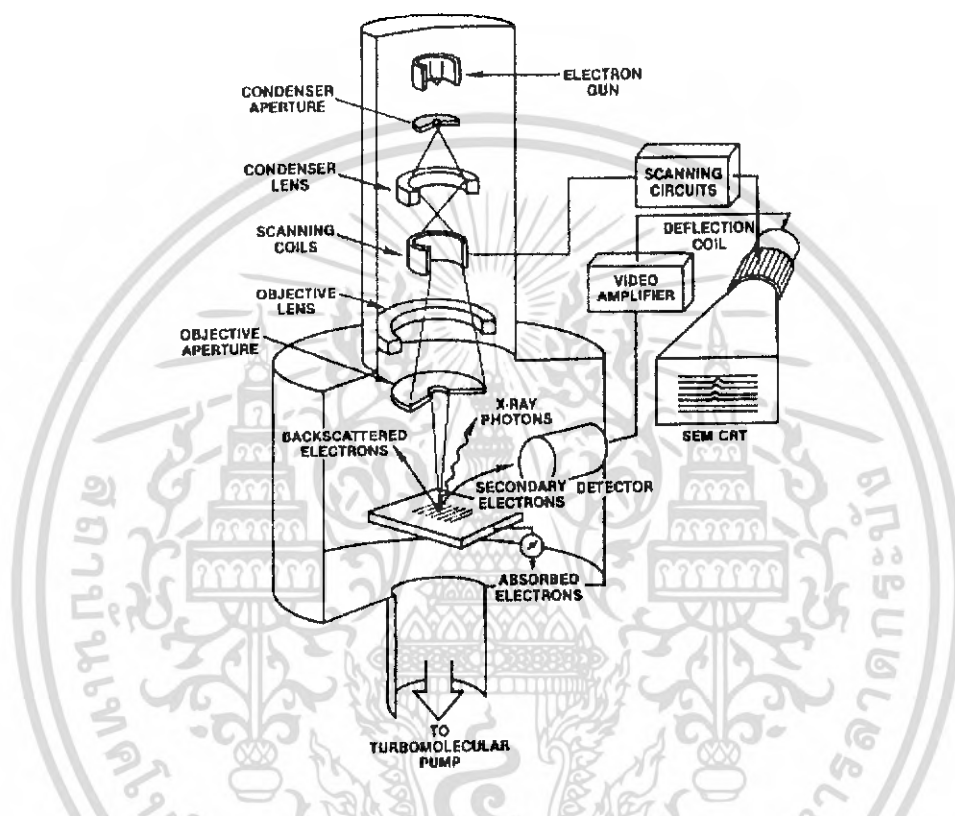 ELECTRON
GUN
CONDENSER
APERTURE
CONDENSER
LENS
SCANNING
CIRCUITS
SCANNING
COILS
DEFLECTION
COIL
VIDEO
AMPLIFIER
OBJECTIVE
LENS
OBJECTIVE
APERTURE
X-RAY
PHOTONS
SEM CRT
BACKSCATTERED
ELECTRONS
SECONDARY
ELECTRONS
DETECTOR
ABSORBED
ELECTRONS
TO
TURBOMOLECULAR
PUMP